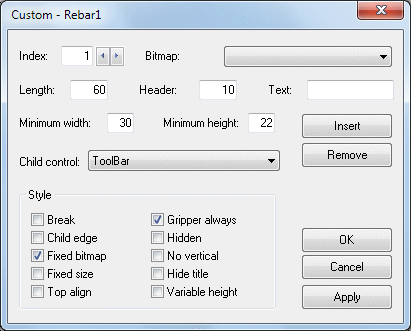 Custom - Rebar1
Index: 1 Bitmap:
Length: 60 Header: 10 Text:
Minimum width: 30 Minimum height: 22
Insert
Child control: ToolBar
Remove
Style
Break Gripper always
Child edge Hidden
Fixed bitmap No vertical
Fixed size Hide title
Top align Variable height
OK
Cancel
Apply